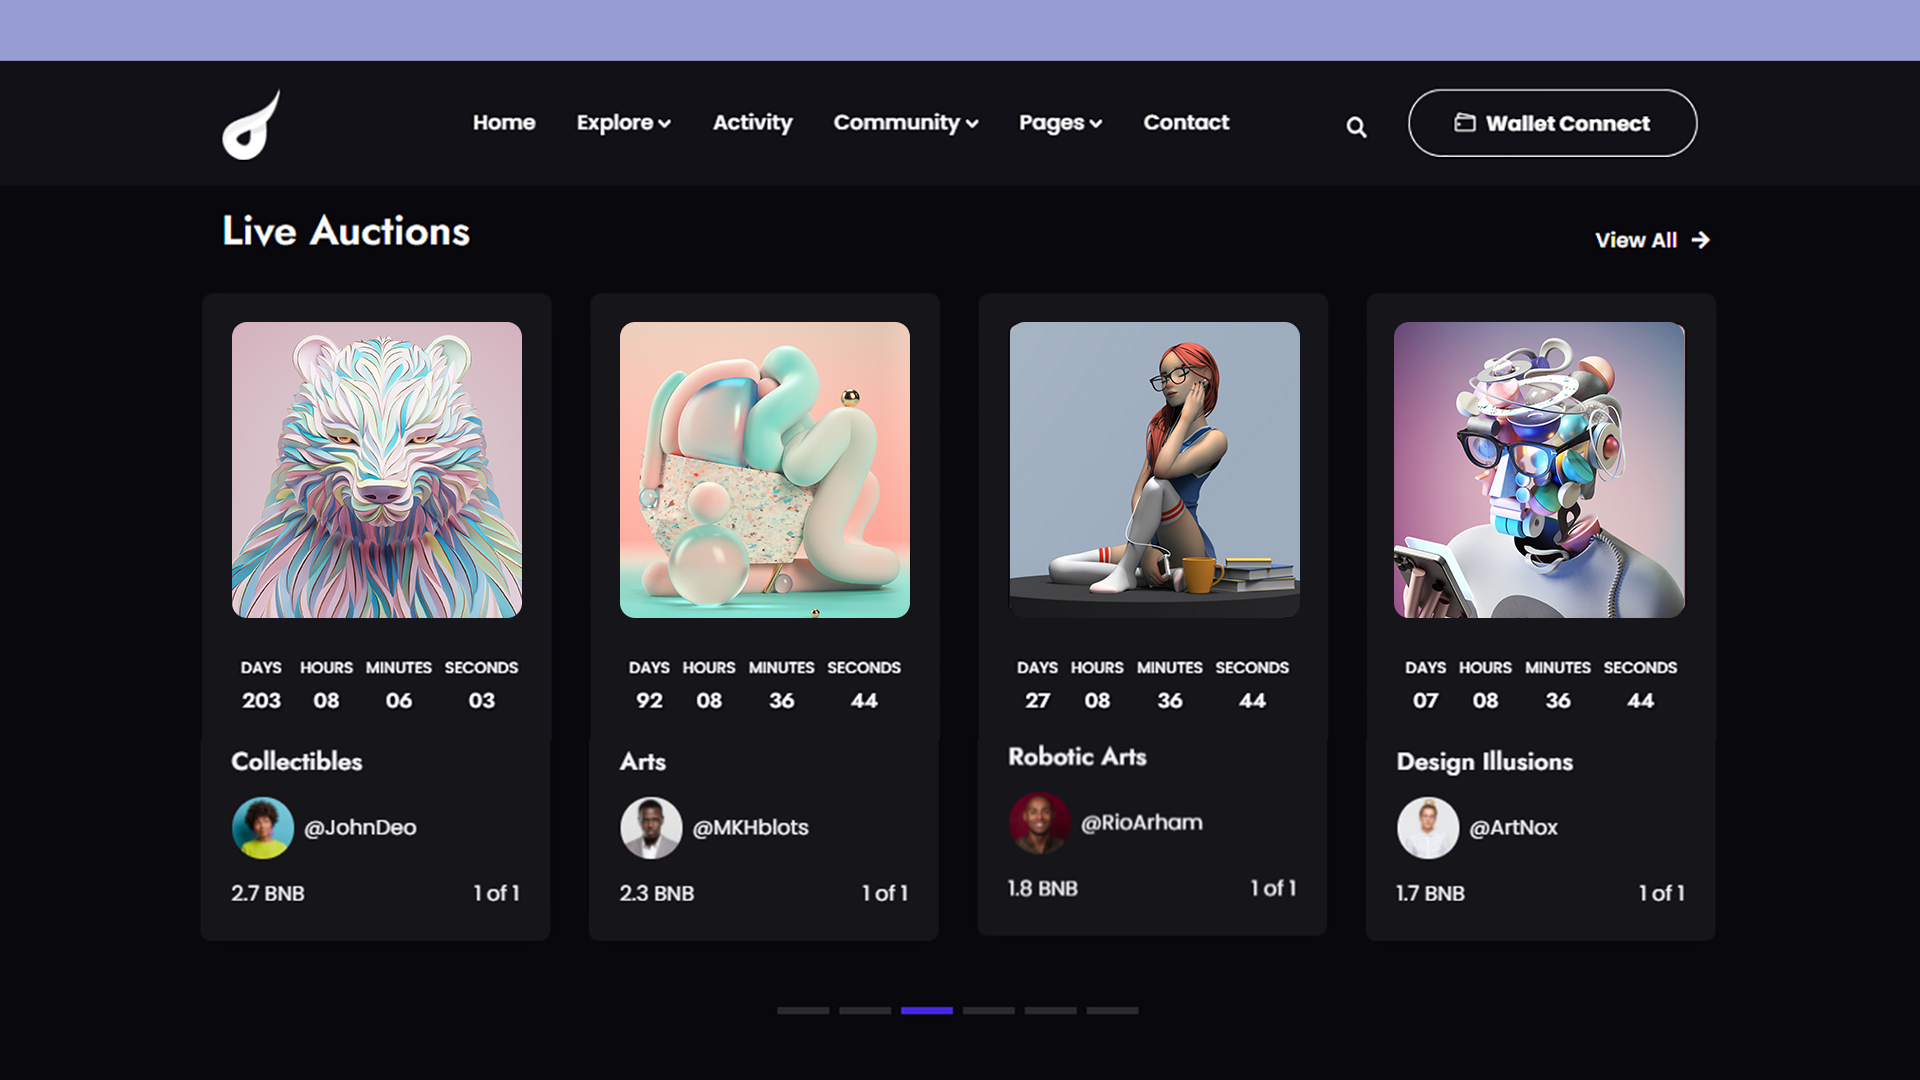 Home Explore Activity Community Pages Contact Wallet Connect
Live Auctions
View All
DAYS HOURS MINUTES SECONDS
203 08 06 03
Collectibles
@JohnDeo
2.7 BNB 1 of 1
DAYS HOURS MINUTES SECONDS
92 08 36 44
Arts
@MKHblots
2.3 BNB 1 of 1
DAYS HOURS MINUTES SECONDS
27 08 36 44
Robotic Arts
@RioArham
1.8 BNB 1 of 1
DAYS HOURS MINUTES SECONDS
07 08 36 44
Design Illusions
@ArtNox
1.7 BNB 1 of 1